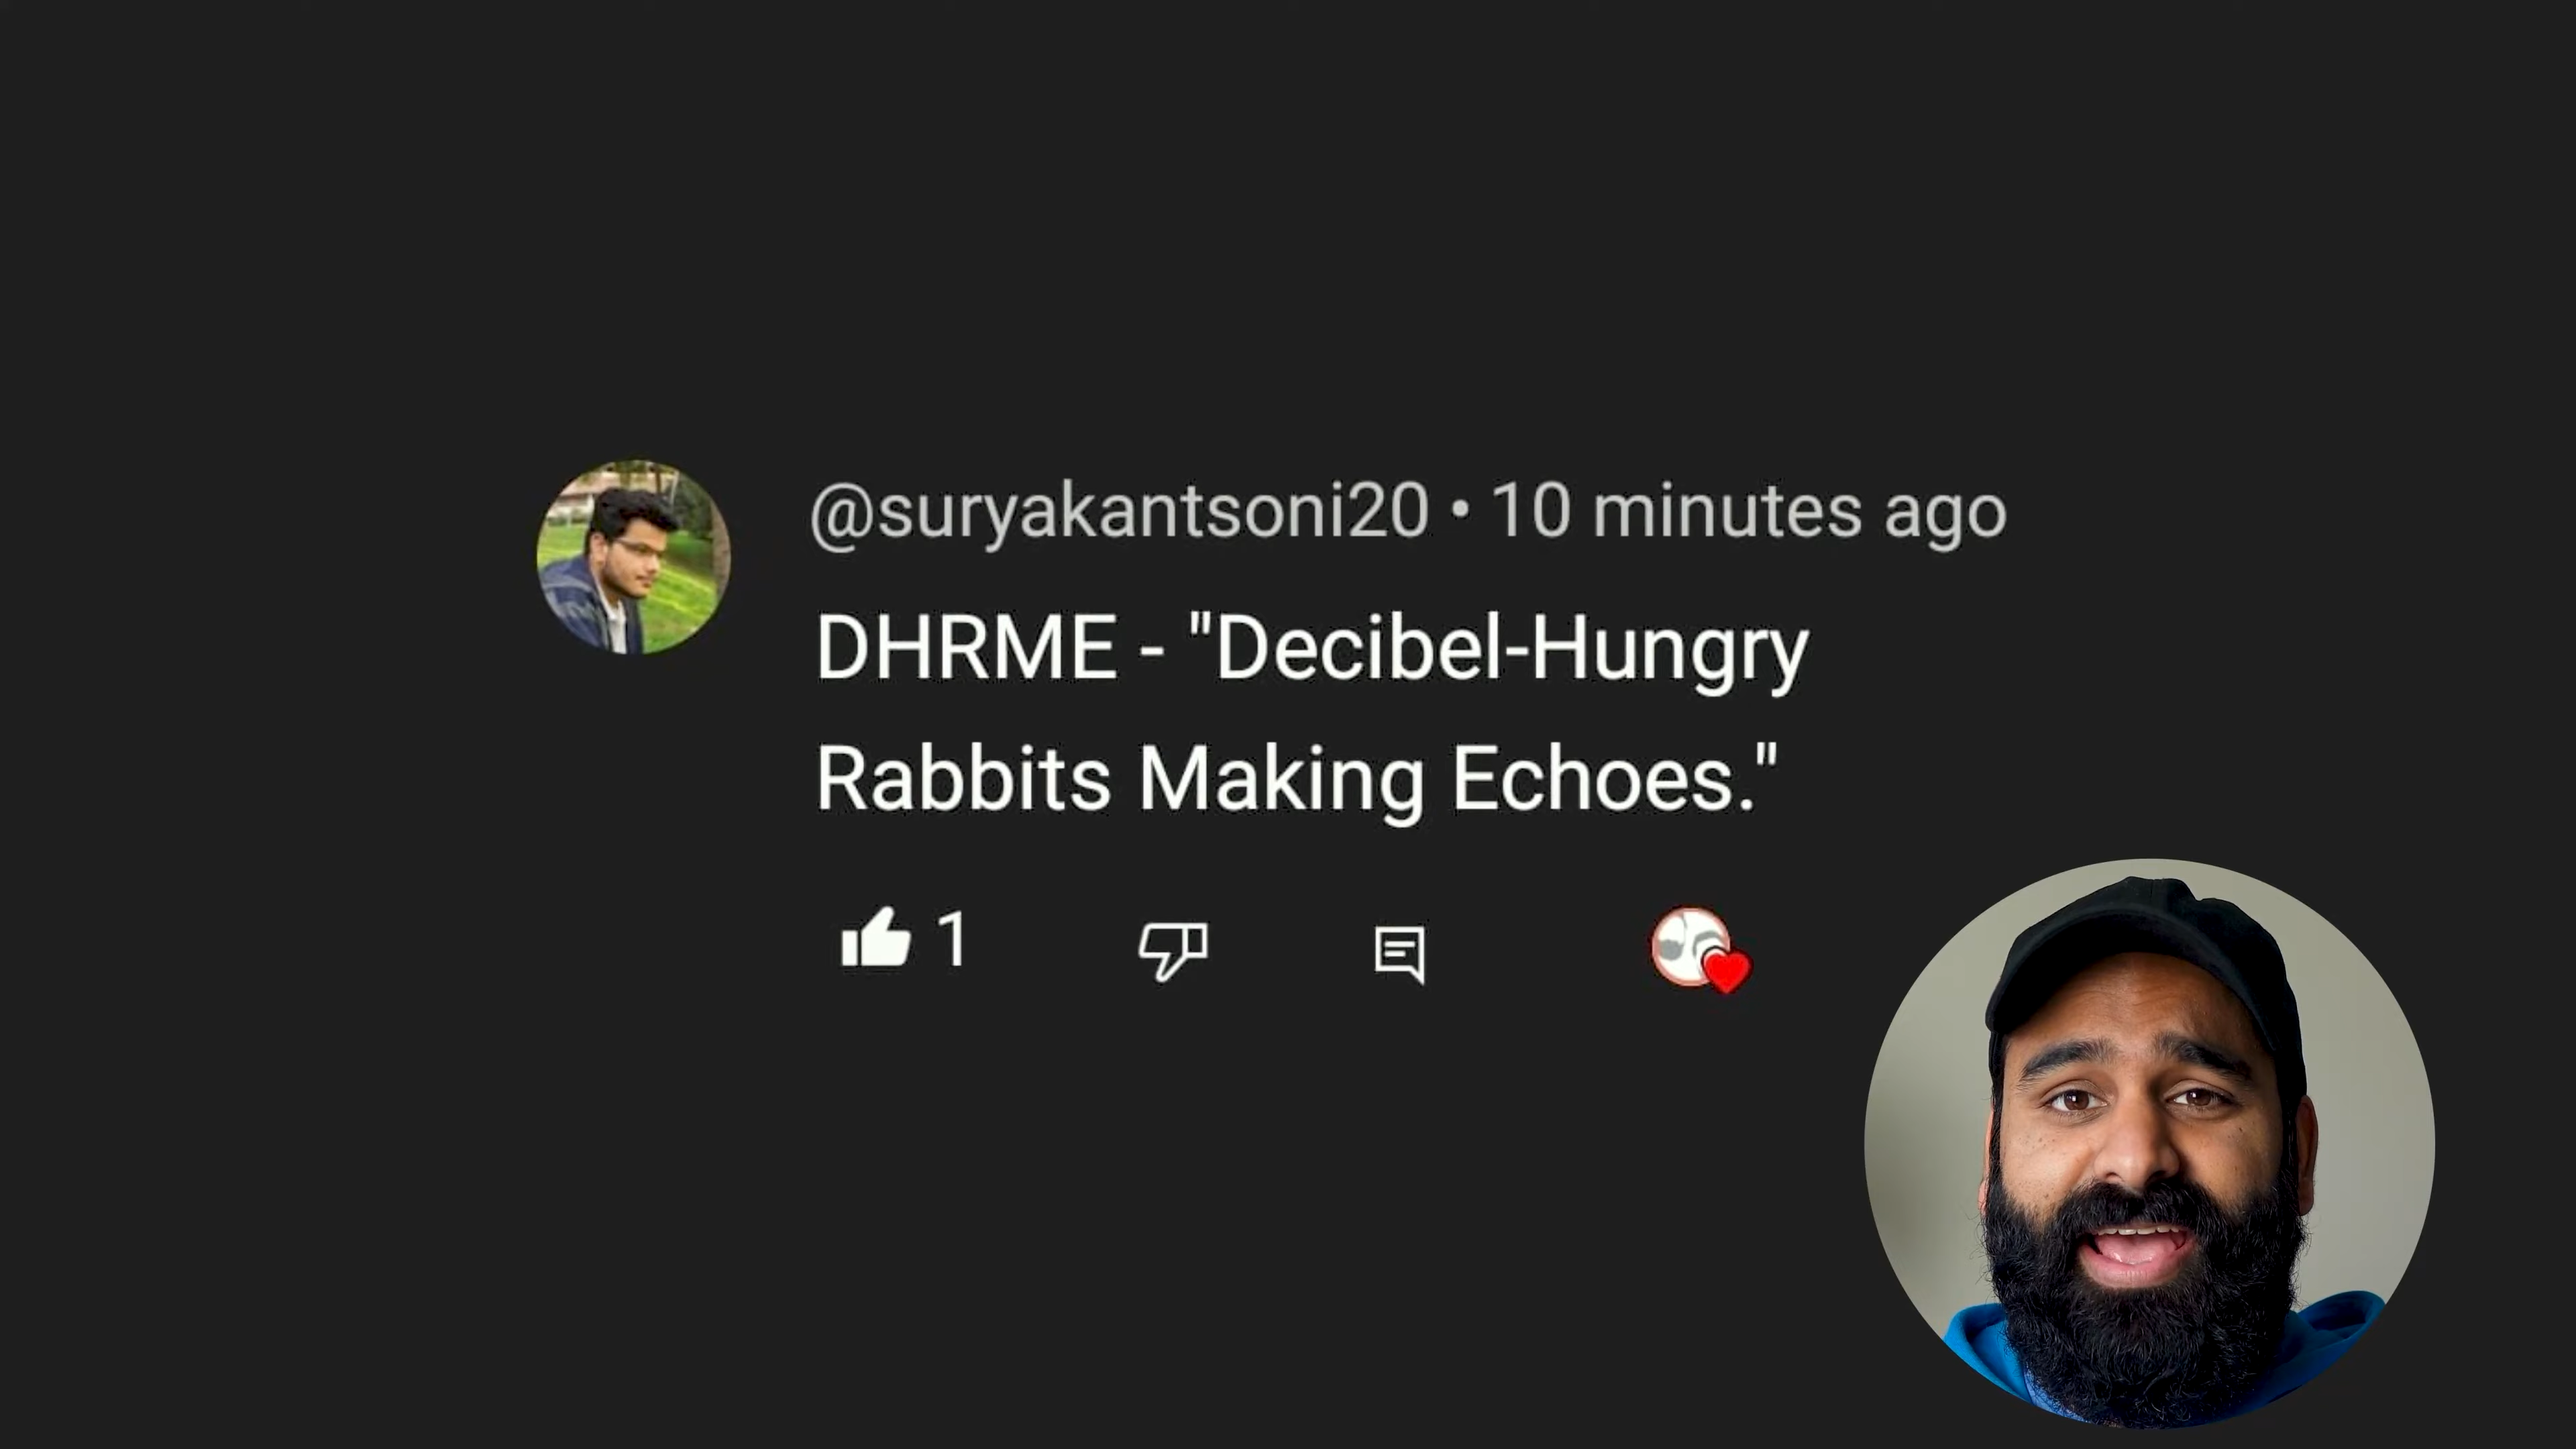 @suryakantsoni20 • 10 minutes ago
DHRME - "Decibel-Hungry
Rabbits Making Echoes."
1